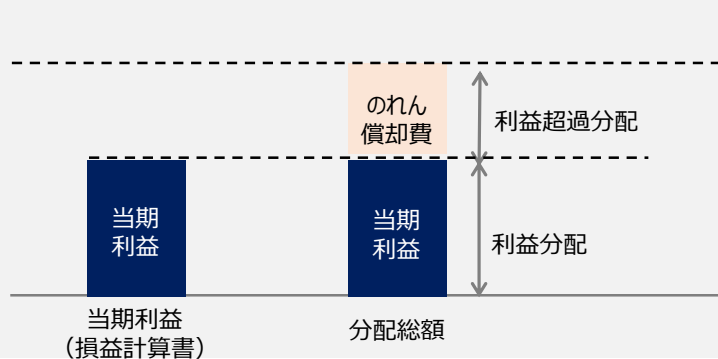 のれん
償却費
利益超過分配
当期
利益
当期
利益
利益分配
当期利益
（損益計算書）
分配総額